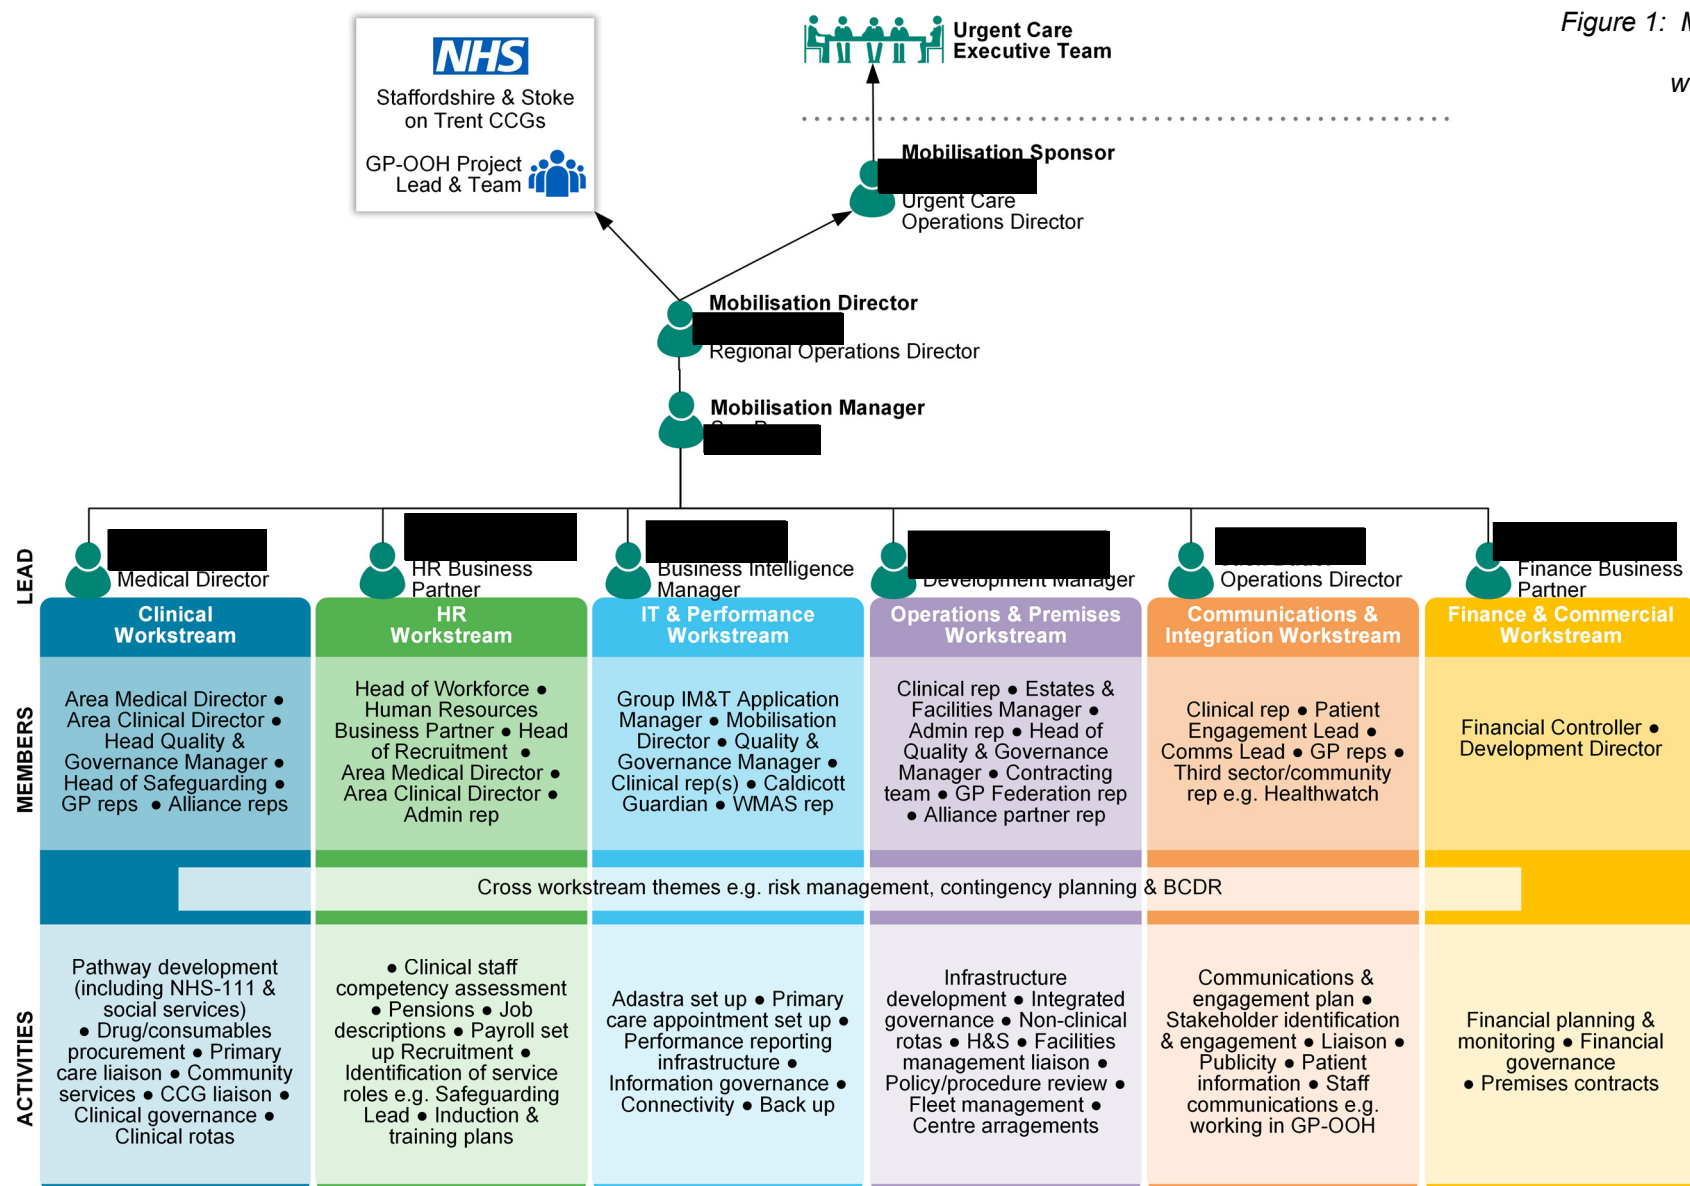 Figure 1:
NHS
Staffordshire & Stoke
on Trent CCGs
GP-OOH Project
Lead & Team
Urgent Care
Executive Team
Mobilisation Sponsor
Urgent Care
Operations Director
Mobilisation Director
Regional Operations Director
Mobilisation Manager
LEAD
Medical Director
HR Business
Partner
Business Intelligence
Manager
Development Manager
Operations Director
Finance Business
Partner
Clinical
Workstream
HR
Workstream
IT & Performance
Workstream
Operations & Premises
Workstream
Communications &
Integration Workstream
Finance & Commercial
Workstream
MEMBERS
Area Medical Director ●
Area Clinical Director ●
Head Quality &
Governance Manager ●
Head of Safeguarding ●
GP reps ● Alliance reps
Head of Workforce ●
Human Resources
Business Partner ● Head
of Recruitment ●
Area Medical Director ●
Area Clinical Director ●
Admin rep
Group IM&T Application
Manager ● Mobilisation
Director ● Quality &
Governance Manager ●
Clinical rep(s) ● Caldicott
Guardian ● WMAS rep
Clinical rep ● Estates &
Facilities Manager ●
Admin rep ● Head of
Quality & Governance
Manager ● Contracting
team ● GP Federation rep
● Alliance partner rep
Clinical rep ● Patient
Engagement Lead ●
Comms Lead ● GP reps ●
Third sector/community
rep e.g. Healthwatch
Financial Controller ●
Development Director
Cross workstream themes e.g. risk management, contingency planning & BCDR
ACTIVITIES
Pathway development
(including NHS-111 &
social services)
● Drug/consumables
procurement ● Primary
care liaison ● Community
services ● CCG liaison ●
Clinical governance ●
Clinical rotas
● Clinical staff
competency assessment
● Pensions ● Job
descriptions ● Payroll set
up Recruitment ●
Identification of service
roles e.g. Safeguarding
Lead ● Induction &
training plans
Adastra set up ● Primary
care appointment set up ●
Performance reporting
infrastructure ●
Information governance ●
Connectivity ● Back up
Infrastructure
development ● Integrated
governance ● Non-clinical
rotas ● H&S ● Facilities
management liaison ●
Policy/procedure review ●
Fleet management ●
Centre arragements
Communications &
engagement plan ●
Stakeholder identification
& engagement ● Liaison ●
Publicity ● Patient
information ● Staff
communications e.g.
working in GP-OOH
Financial planning &
monitoring ● Financial
governance
● Premises contracts